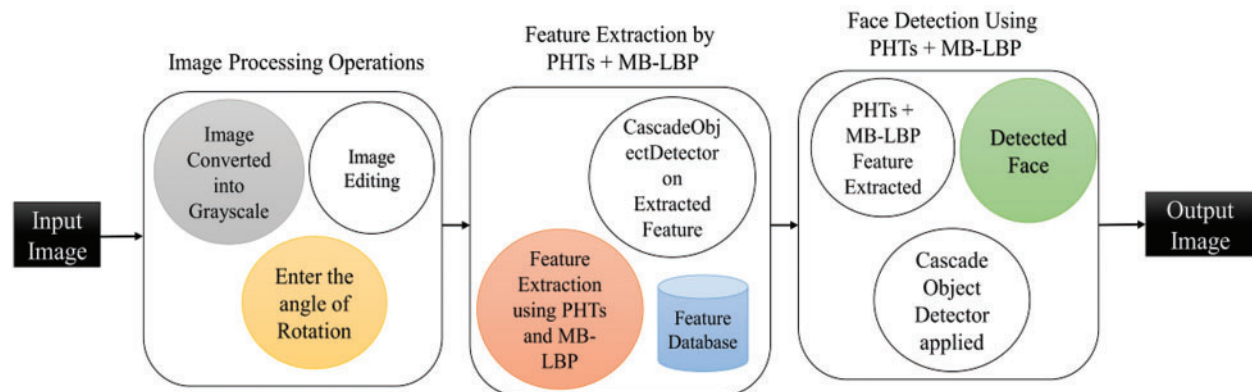 Input
Image
Image Processing Operations
Image
Converted
into
Grayscale
Image
Editing
Enter the
angle of
Rotation
Feature Extraction by
PHTs + MB-LBP
CascadeObj
ectDetector
on
Extracted
Feature
Feature
Extraction
using PHTs
and MB-
LBP
Feature
Database
Face Detection Using
PHTs + MB-LBP
PHTs +
MB-LBP
Feature
Extracted
Detected
Face
Cascade
Object
Detector
applied
Output
Image